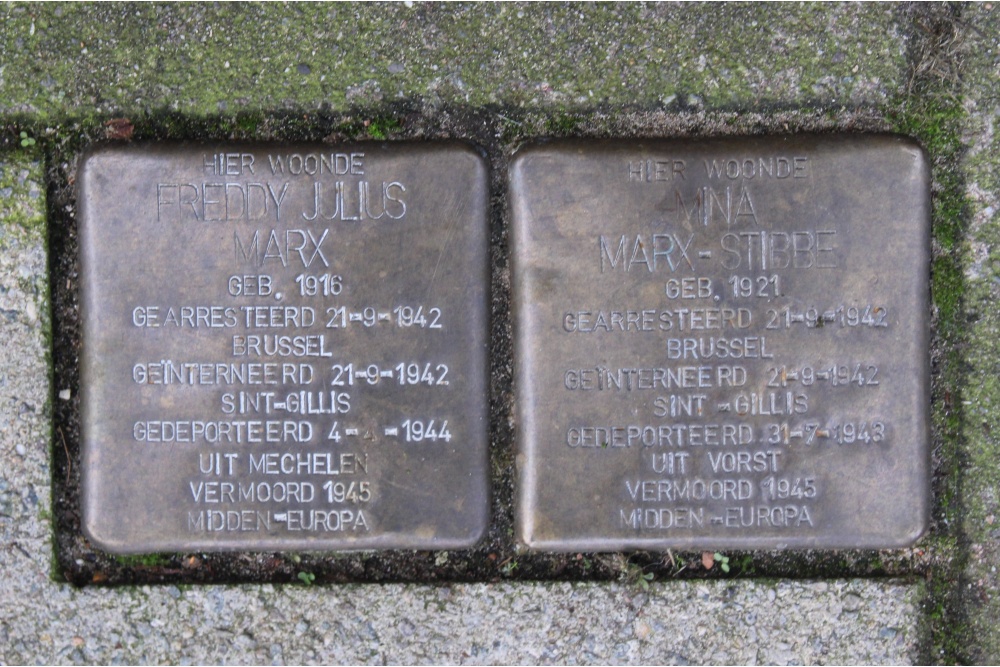 HIER WOONDE
FREDDY JULIUS
MARX
GEB. 1916
GEARRESTEERD 21-9-1942
BRUSSEL
GEÏNTERNEERD 21-9-1942
SINT-GILLIS
GEDEPORTEERD 4-4-1944
UIT MECHELEN
VERMOORD 1945
MIDDEN-EUROPA
HIER WOONDE
MINA
MARX-STIBBE
GEB. 1921
GEARRESTEERD 21-9-1942
BRUSSEL
GEÏNTERNEERD 21-9-1942
SINT-GILLIS
GEDEPORTEERD 31-7-1943
UIT VORST
VERMOORD 1945
MIDDEN-EUROPA